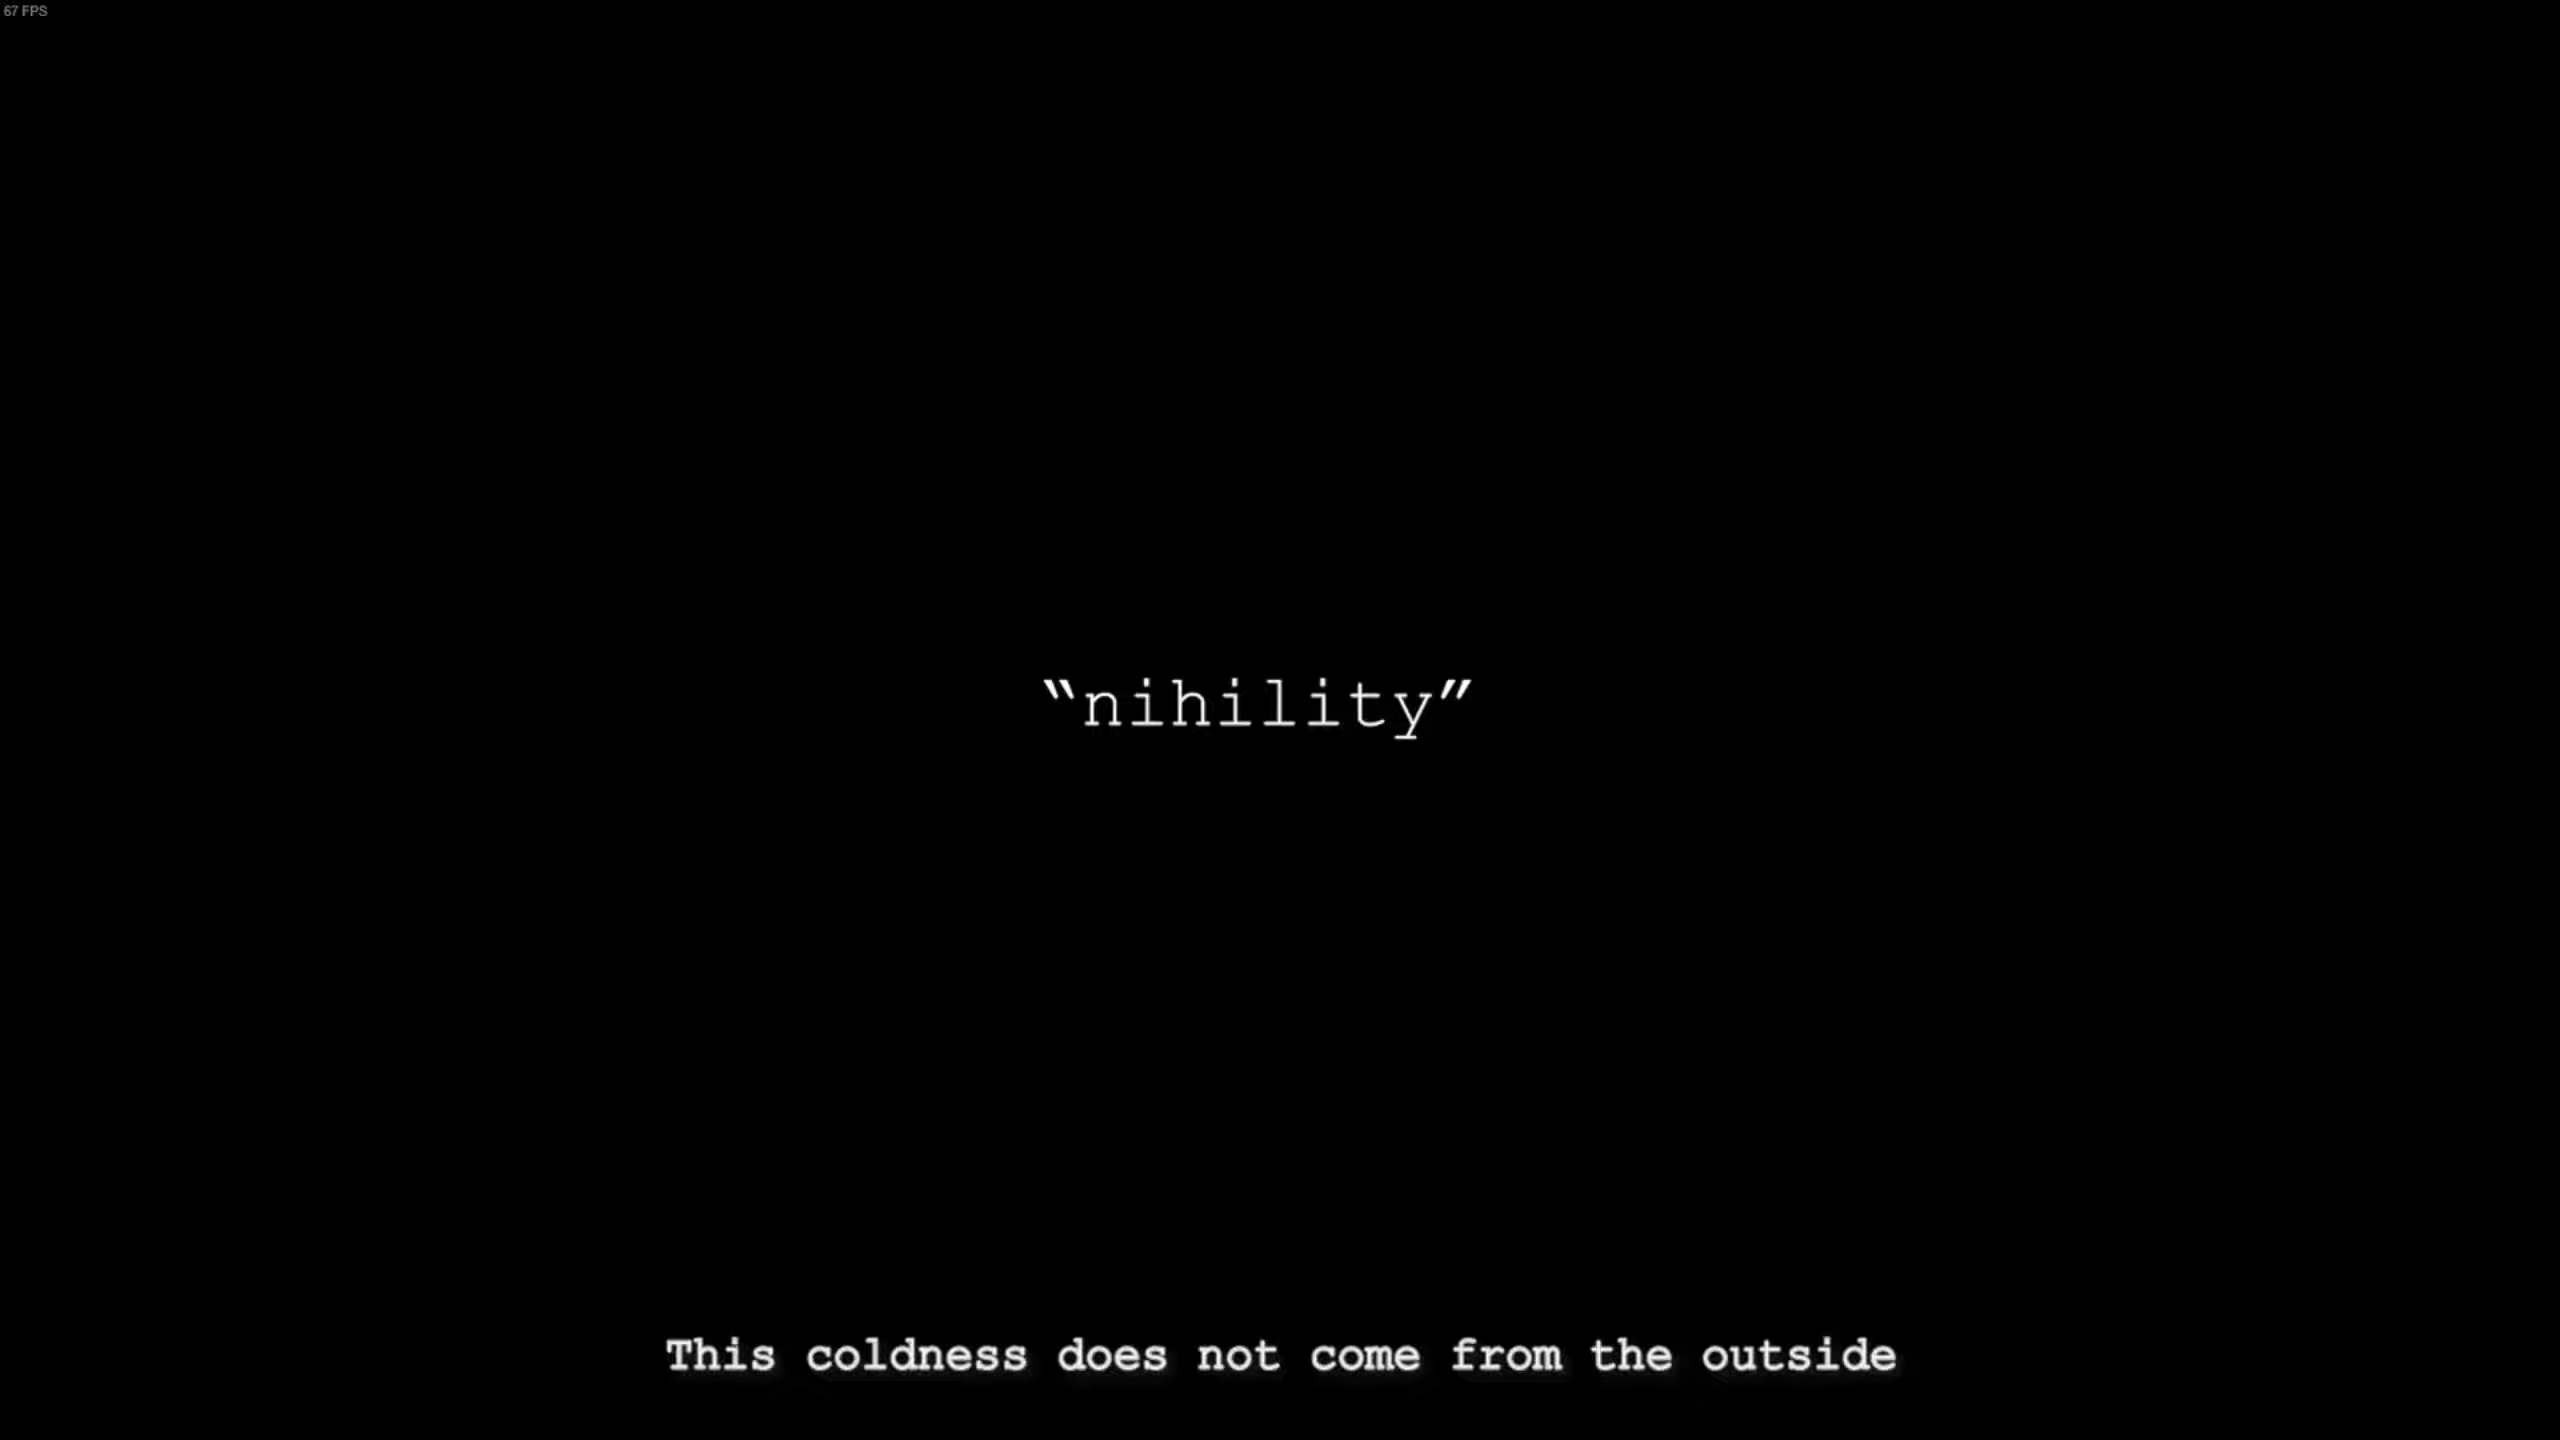 67 FPS
“nihility”
This coldness does not come from the outside